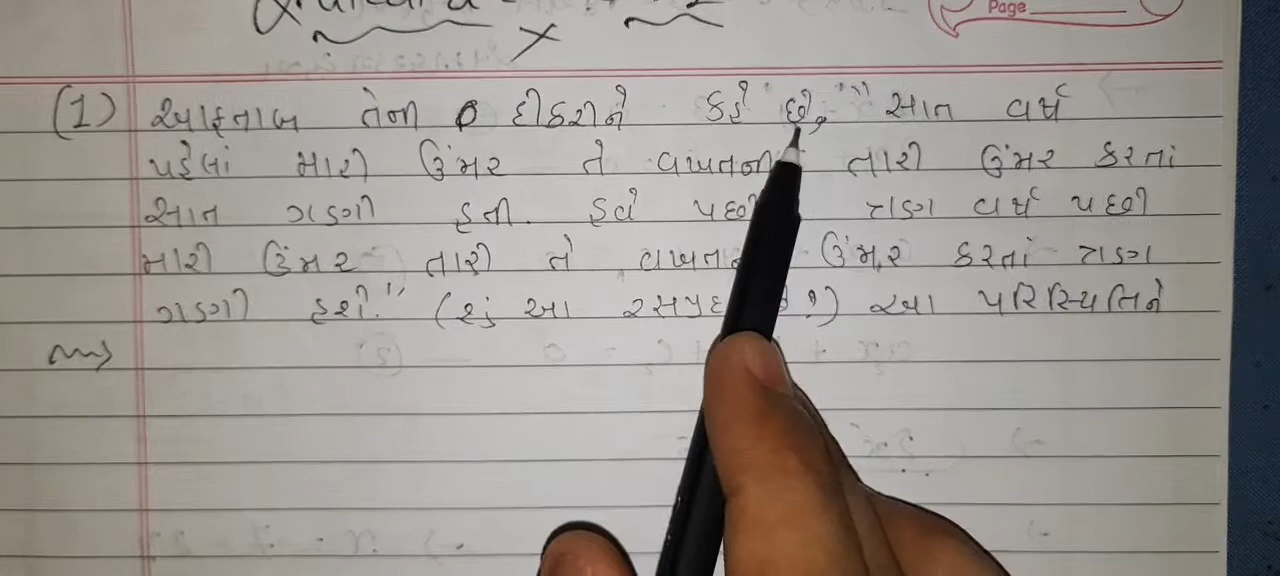 Page
(1) આફતાબ તેની દીકરીને કહે છે, "સાત વર્ષ
પહેલાં મારી ઉંમર તે વખતની તારી ઉંમર કરતાં
સાત ગણી હતી. હવે પછી ત્રણ વર્ષ પછી
મારી ઉંમર તારી તે વખતની ઉંમર કરતાં ત્રણ
ગણી હશે." (શું આ રસપ્રદ છે?) આ પરિસ્થિતિને